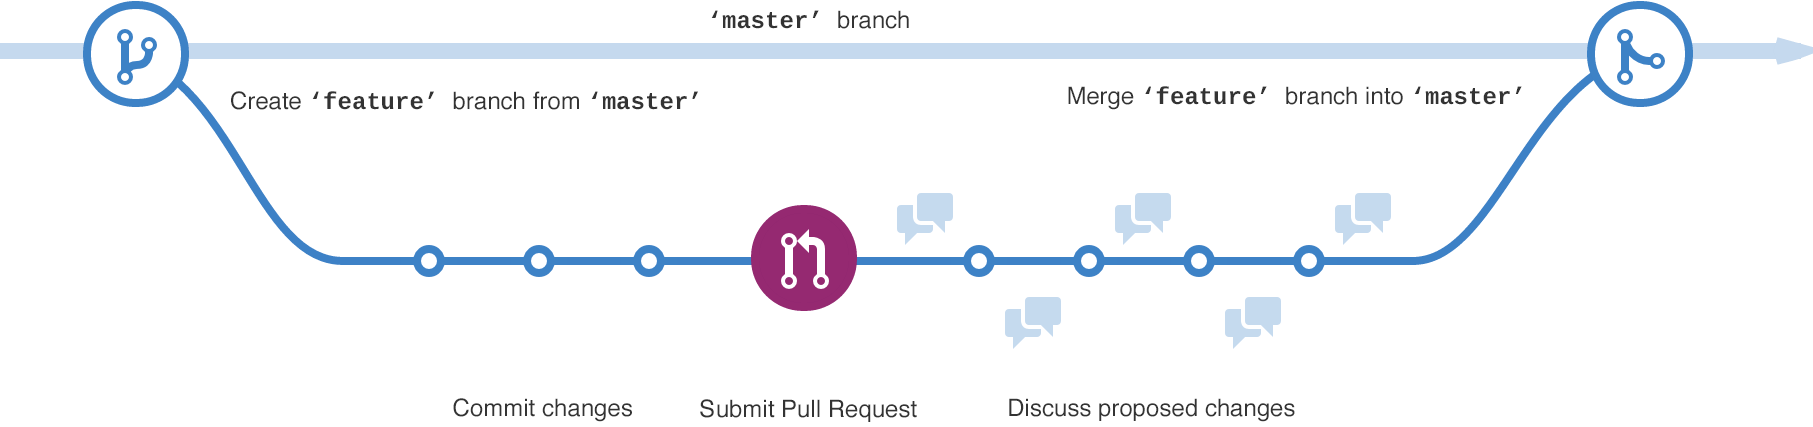 ‘master’ branch
Create ‘feature’ branch from ‘master’
Merge ‘feature’ branch into ‘master’
Commit changes
Submit Pull Request
Discuss proposed changes